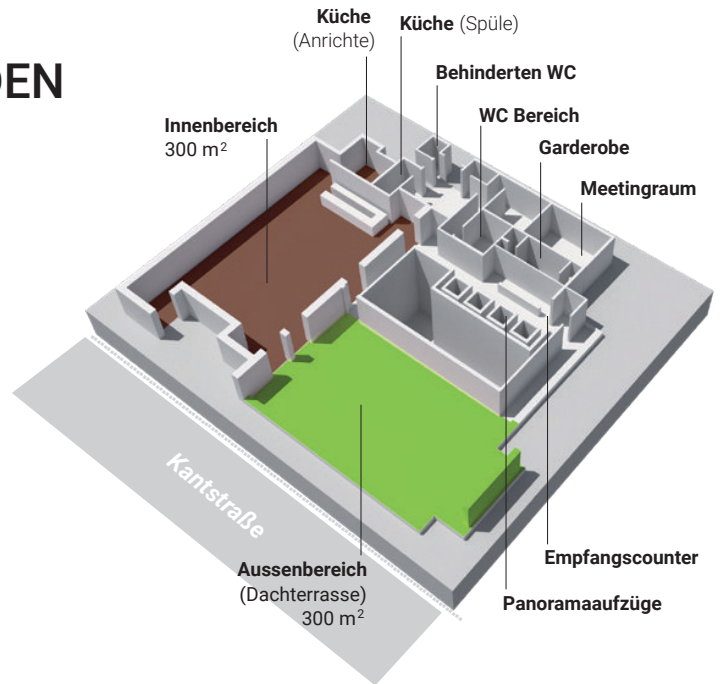 DEN
Küche
(Anrichte)
Küche (Spüle)
Behinderten WC
WC Bereich
Innenbereich
300 m²
Garderobe
Meetingraum
Kantstraße
Aussenbereich
(Dachterrasse)
300 m²
Empfangscounter
Panoramaaufzüge